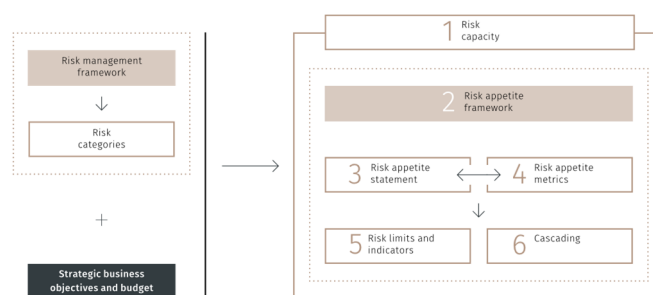 Risk management
framework
Risk
categories
+
Strategic business
objectives and budget
1 Risk
capacity
2 Risk appetite
framework
3 Risk appetite
statement
4 Risk appetite
metrics
5 Risk limits and
indicators
6 Cascading